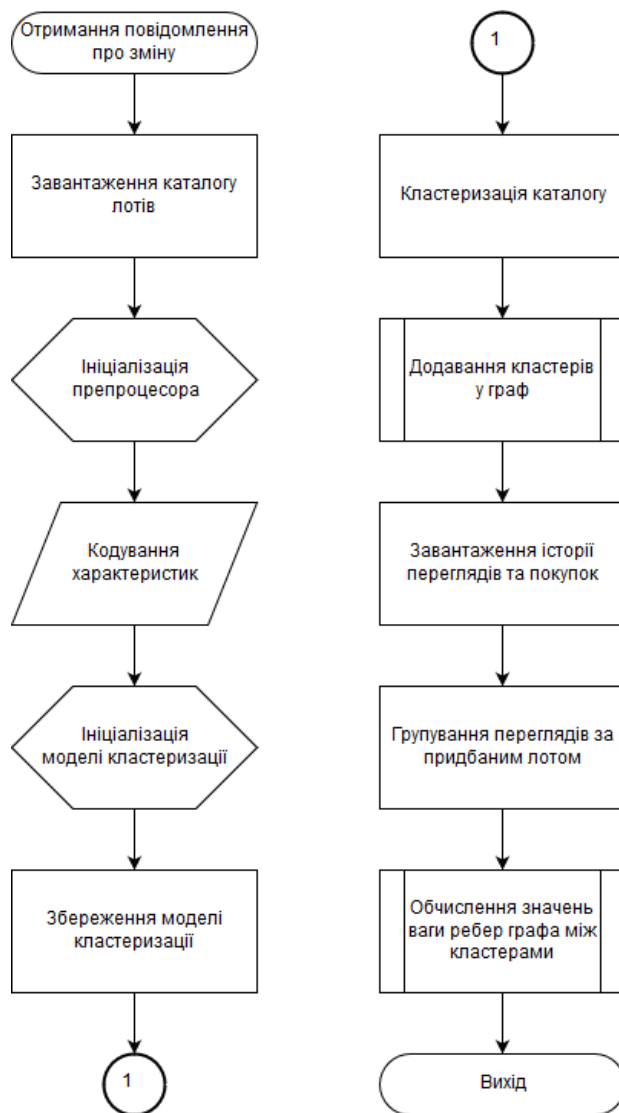 Отримання повідомлення
про зміну
Завантаження каталогу
лотів
Ініціалізація
препроцесора
Кодування
характеристик
Ініціалізація
моделі кластеризації
Збереження моделі
кластеризації
1
1
Кластеризація каталогу
Додавання кластерів
у граф
Завантаження історії
переглядів та покупок
Групування переглядів за
придбаним лотом
Обчислення значень
ваги ребер графа між
кластерами
Вихід